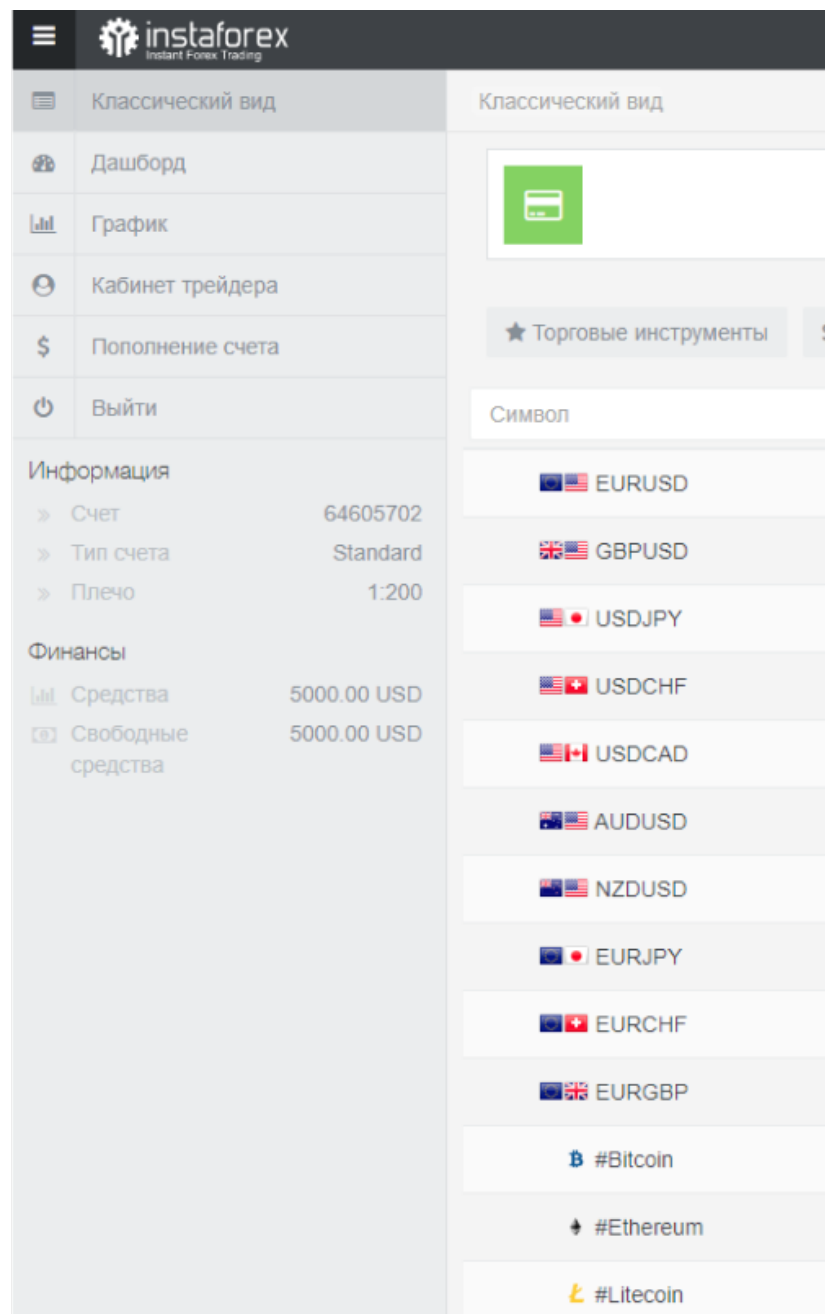 instaforex
Instant Forex Trading
Классический вид
Дашборд
График
Кабинет трейдера
Пополнение счета
Выйти
Информация
Счет 64605702
Тип счета Standard
Плечо 1:200
Финансы
Средства 5000.00 USD
Свободные 5000.00 USD
средства
Классический вид
Торговые инструменты
Символ
EURUSD
GBPUSD
USDJPY
USDCHF
USDCAD
AUDUSD
NZDUSD
EURJPY
EURCHF
EURGBP
#Bitcoin
#Ethereum
#Litecoin